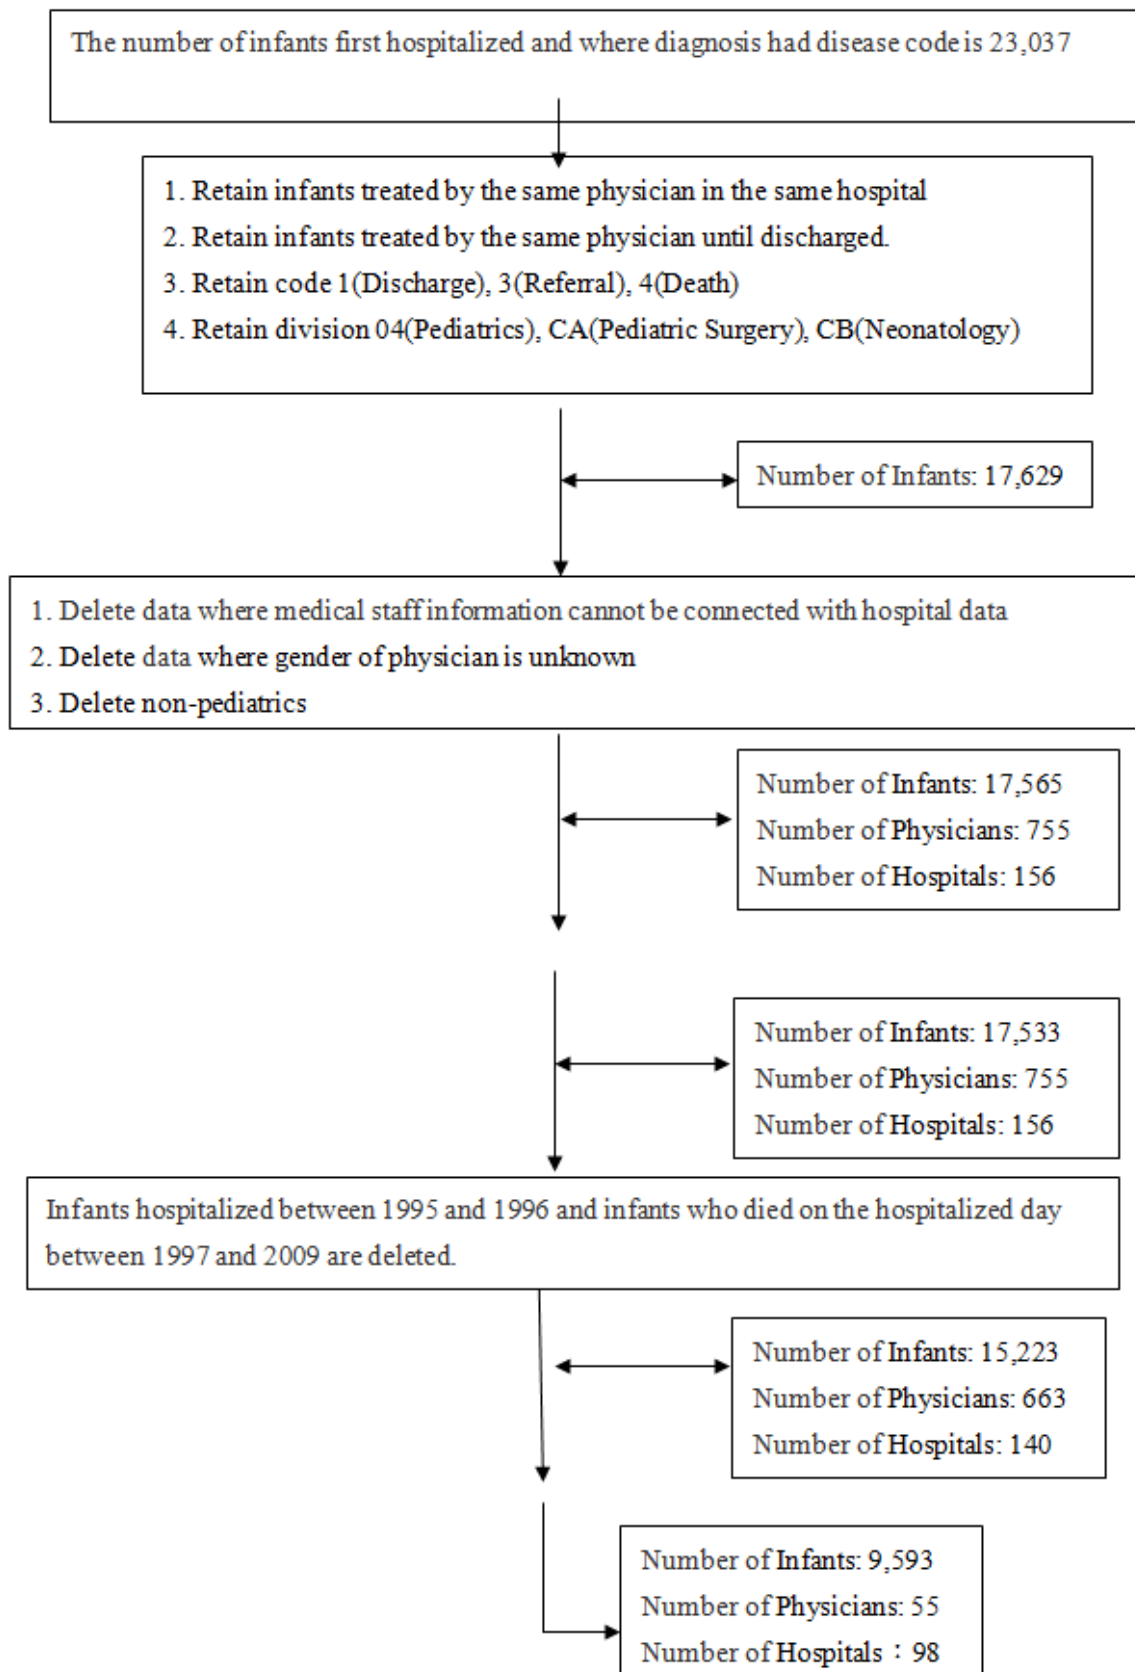 The number of infants first hospitalized and where diagnosis had disease code is 23,037
1. Retain infants treated by the same physician in the same hospital
2. Retain infants treated by the same physician until discharged.
3. Retain code 1(Discharge), 3(Referral), 4(Death)
4. Retain division 04(Pediatrics), CA(Pediatric Surgery), CB(Neonatology)
Number of Infants: 17,629
1. Delete data where medical staff information cannot be connected with hospital data
2. Delete data where gender of physician is unknown
3. Delete non-pediatrics
Number of Infants: 17,565
Number of Physicians: 755
Number of Hospitals: 156
Number of Infants: 17,533
Number of Physicians: 755
Number of Hospitals: 156
Infants hospitalized between 1995 and 1996 and infants who died on the hospitalized day
between 1997 and 2009 are deleted.
Number of Infants: 15,223
Number of Physicians: 663
Number of Hospitals: 140
Number of Infants: 9,593
Number of Physicians: 55
Number of Hospitals：98